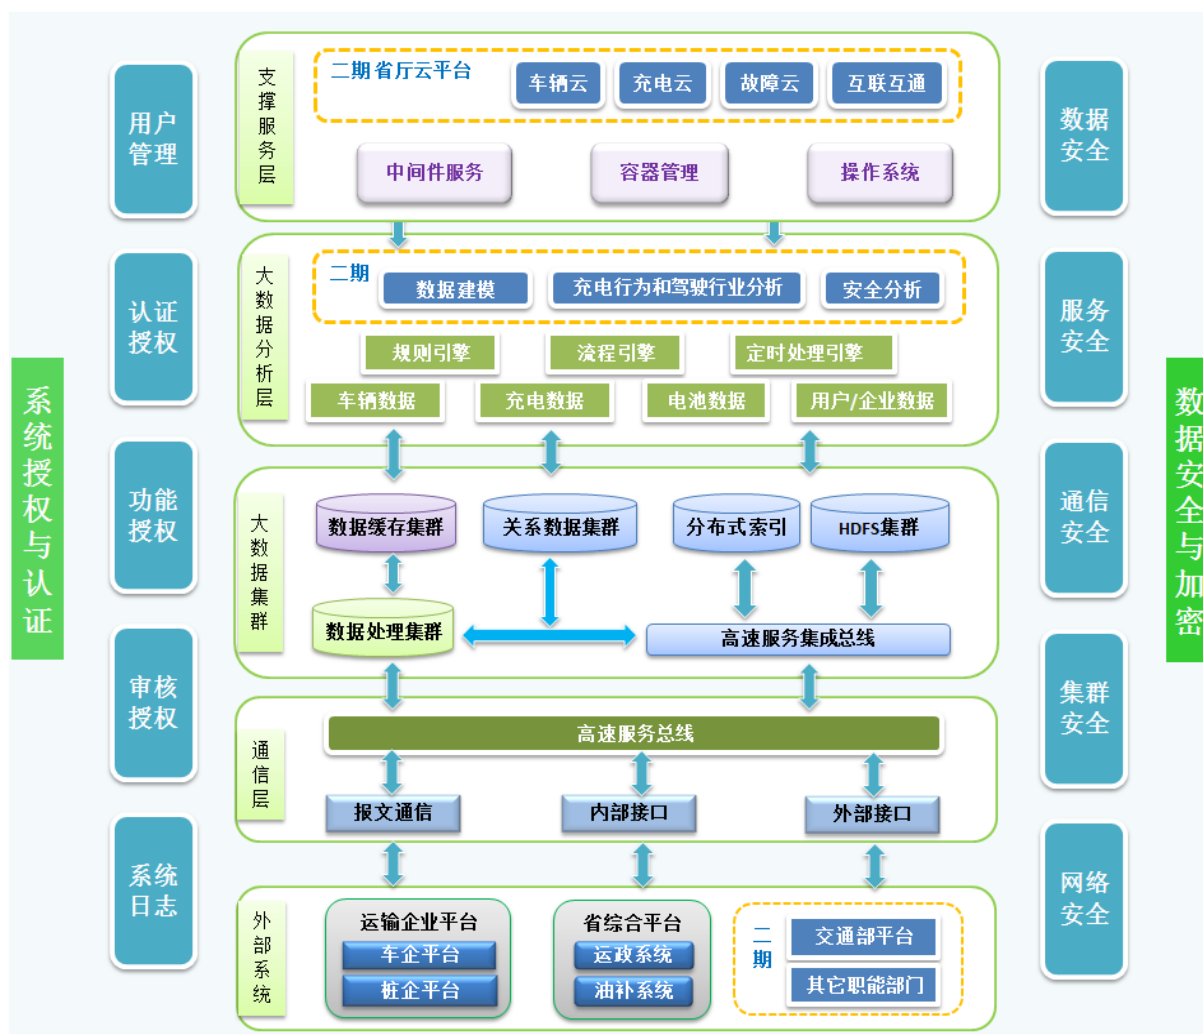 系统授权与认证
用户
管理
认证
授权
功能
授权
审核
授权
系统
日志
支撑服务层
二期省厅云平台
车辆云
充电云
故障云
互联互通
中间件服务
容器管理
操作系统
大数据分析层
二期
数据建模
充电行为和驾驶行业分析
安全分析
规则引擎
流程引擎
定时处理引擎
车辆数据
充电数据
电池数据
用户/企业数据
大数据集群
数据缓存集群
关系数据集群
分布式索引
HDFS集群
数据处理集群
高速服务集成总线
通信层
高速服务总线
报文通信
内部接口
外部接口
外部系统
运输企业平台
车企平台
桩企平台
省综合平台
运政系统
油补系统
二期
交通部平台
其它职能部门
数据
安全
服务
安全
通信
安全
集群
安全
网络
安全
数据安全与加密